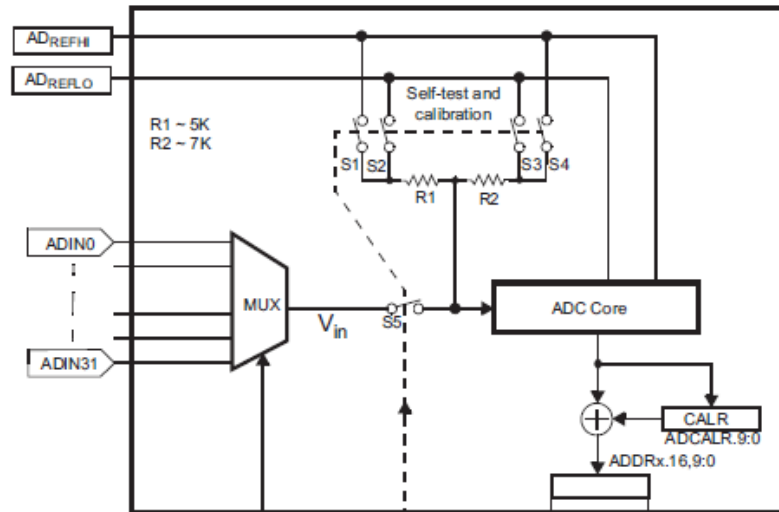 ADREFHI
ADREFLO
Self-test and
calibration
R1 ~ 5K
R2 ~ 7K
S1
S2
S3
S4
R1
R2
ADIN0
MUX
Vin
S5
ADC Core
ADIN31
CALR
ADCALR.9:0
ADDRx.16,9:0